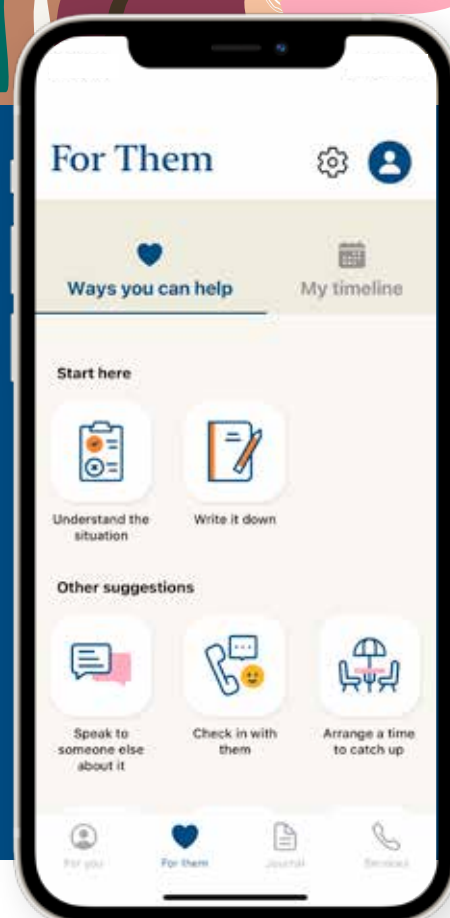 For Them
Ways you can help
My timeline
Start here
Understand the
situation
Write it down
Other suggestions
Speak to
someone else
about it
Check in with
them
Arrange a time
to catch up
For you
For them
Journal
Services